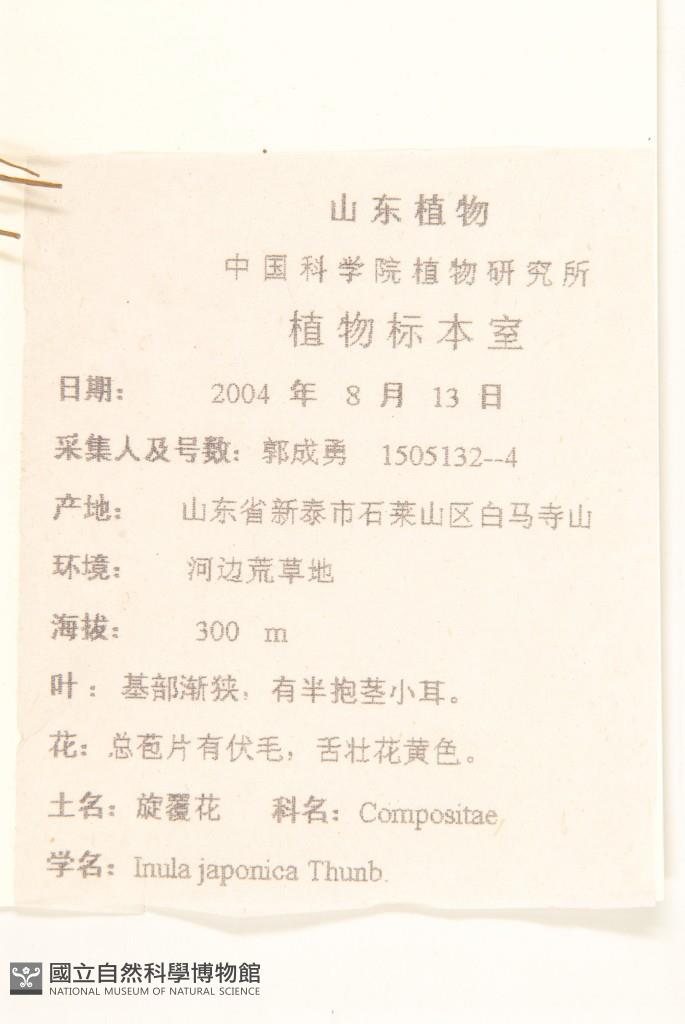 山东植物
中国科学院植物研究所
植物标本室
日期： 2004 年 8 月 13 日
采集人及号数：郭成勇 1505132--4
产地： 山东省新泰市石莱山区白马寺山
环境： 河边荒草地
海拔： 300 m
叶：基部渐狭，有半抱茎小耳。
花：总苞片有伏毛，舌壮花黄色。
土名：旋覆花 科名：Compositae
学名：Inula japonica Thunb.
國立自然科學博物館
NATIONAL MUSEUM OF NATURAL SCIENCE